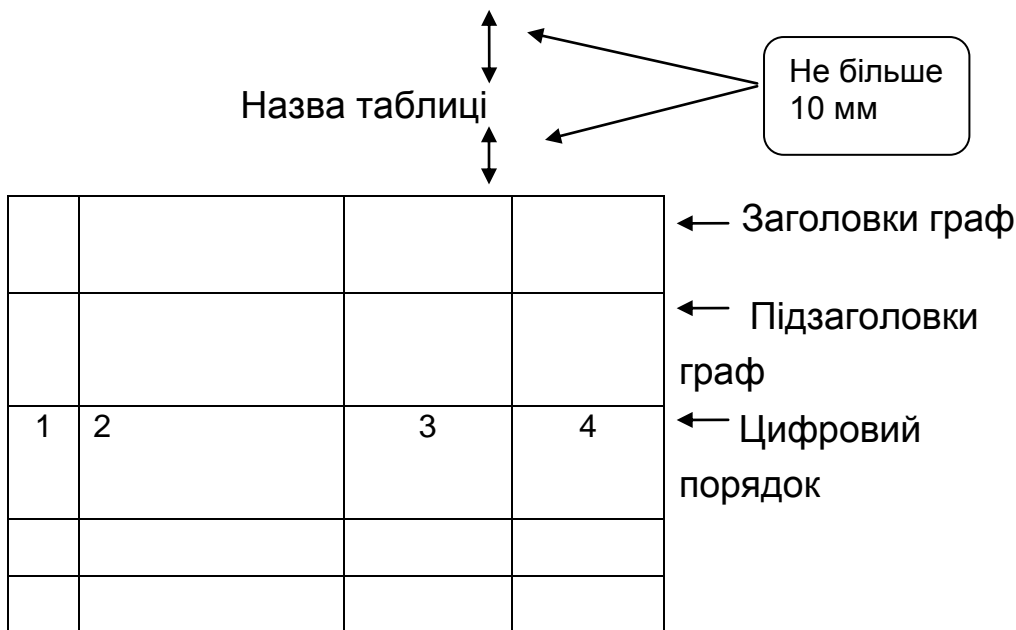 Не більше
10 мм
Назва таблиці
Заголовки граф
Підзаголовки
граф
1 2 3 4
Цифровий
порядок